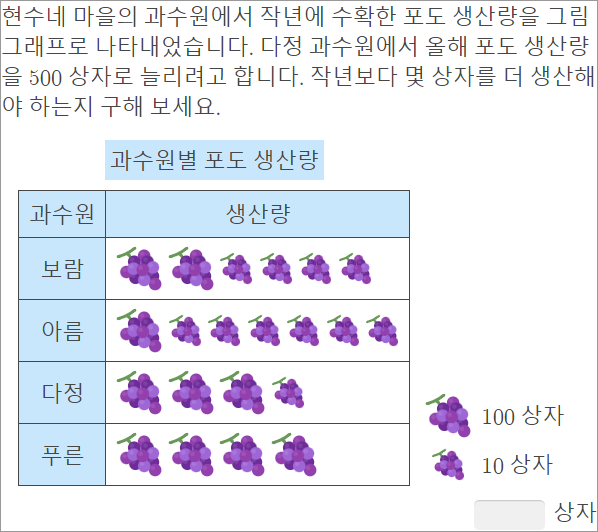 현수네 마을의 과수원에서 작년에 수확한 포도 생산량을 그림
그래프로 나타내었습니다. 다정 과수원에서 올해 포도 생산량
을 500 상자로 늘리려고 합니다. 작년보다 몇 상자를 더 생산해
야 하는지 구해 보세요.
과수원별 포도 생산량
과수원 생산량
보람
아름
다정
푸른
100 상자
10 상자
상자